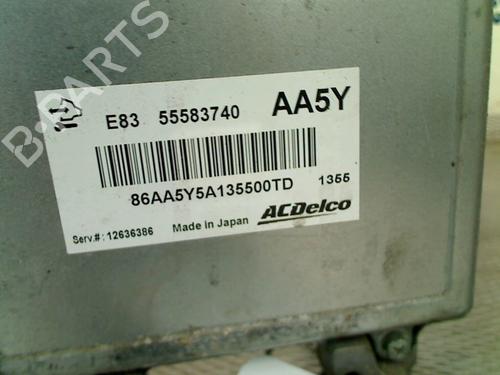 B-PARTS
E83 55583740 AA5Y
86AA5Y5A135500TD 1355
Serv.#: 12636386 Made in Japan ACDelco